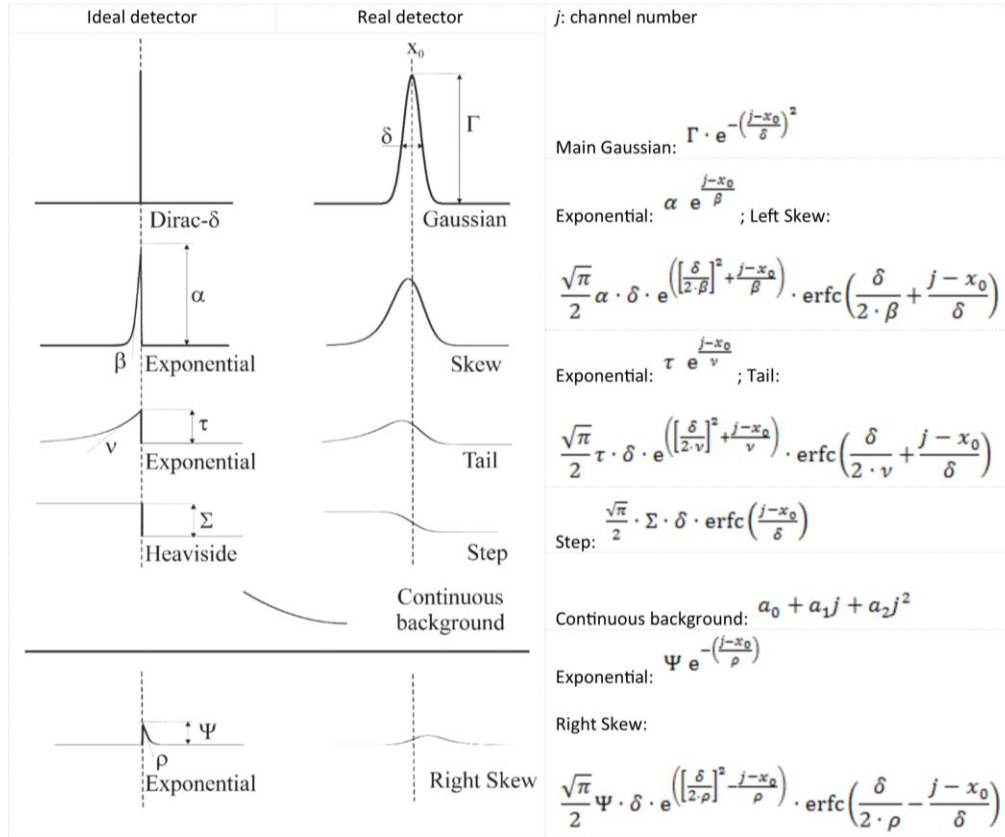 Ideal detector
Real detector
j: channel number
x₀
δ
Γ
Dirac-δ
Gaussian
Main Gaussian: Γ · e^{-((j-x₀)/δ)²}
α
β
Exponential
Skew
Exponential: α e^{(j-x₀)/β} ; Left Skew:
√π/2 α · δ · e^{([δ/(2·β)]² + (j-x₀)/β)} · erfc(δ/(2·β) + (j − x₀)/δ)
τ
ν
Exponential
Tail
Exponential: τ e^{(j-x₀)/ν} ; Tail:
√π/2 τ · δ · e^{([δ/(2·ν)]² + (j-x₀)/ν)} · erfc(δ/(2·ν) + (j − x₀)/δ)
Σ
Heaviside
Step
Step: √π/2 · Σ · δ · erfc((j-x₀)/δ)
Continuous
background
Continuous background: a₀ + a₁j + a₂j²
Ψ
ρ
Exponential
Right Skew
Exponential: Ψ e^{-((j-x₀)/ρ)}
Right Skew:
√π/2 Ψ · δ · e^{([δ/(2·ρ)]² − (j-x₀)/ρ)} · erfc(δ/(2·ρ) − (j − x₀)/δ)